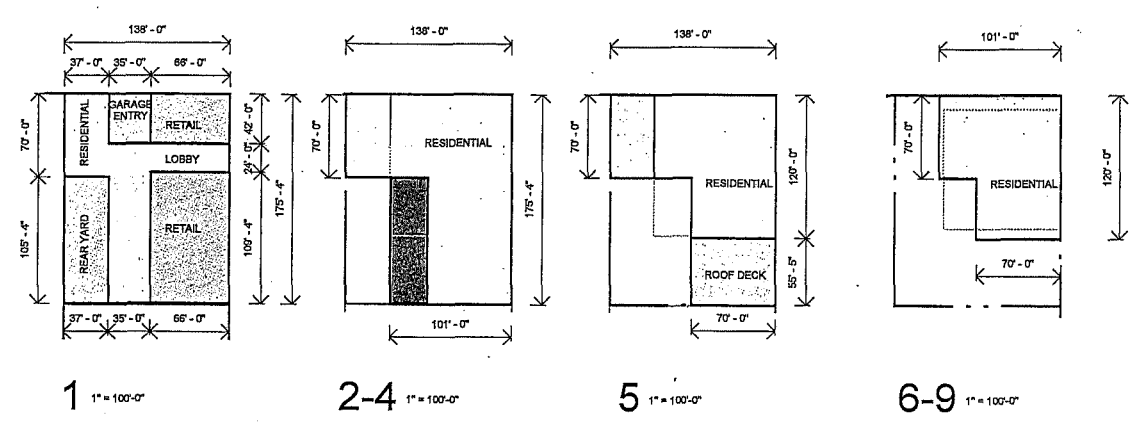 138' - 0"
37' - 0" 35' - 0" 66' - 0"
RESIDENTIAL
GARAGE
ENTRY
RETAIL
LOBBY
RETAIL
REAR YARD
70' - 0"
105' - 4"
42' - 0"
24' - 0"
109' - 4"
175' - 4"
37' - 0" 35' - 0" 66' - 0"
1 1" = 100'-0"
138' - 0"
70' - 0"
RESIDENTIAL
175' - 4"
101' - 0"
2-4 1" = 100'-0"
138' - 0"
70' - 0"
RESIDENTIAL
120' - 0"
ROOF DECK
55' - 5"
70' - 0"
5 1" = 100'-0"
101' - 0"
70' - 0"
RESIDENTIAL
120' - 0"
70' - 0"
6-9 1" = 100'-0"